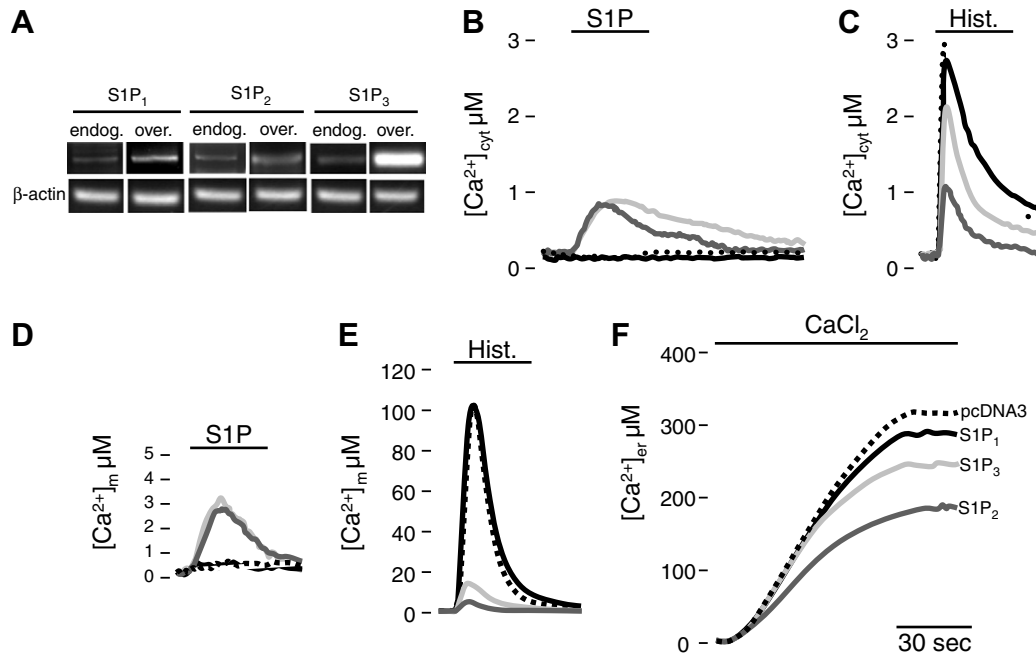 A
S1P1 S1P2 S1P3
endog. over. endog. over. endog. over.
β-actin
B
S1P
[Ca2+]cyt µM
3
2
1
0
C
Hist.
[Ca2+]cyt µM
3
2
1
0
D
S1P
[Ca2+]m µM
5
4
3
2
1
0
E
Hist.
[Ca2+]m µM
120
100
80
60
40
20
0
F
CaCl2
[Ca2+]er µM
400
300
200
100
0
pcDNA3
S1P1
S1P3
S1P2
30 sec